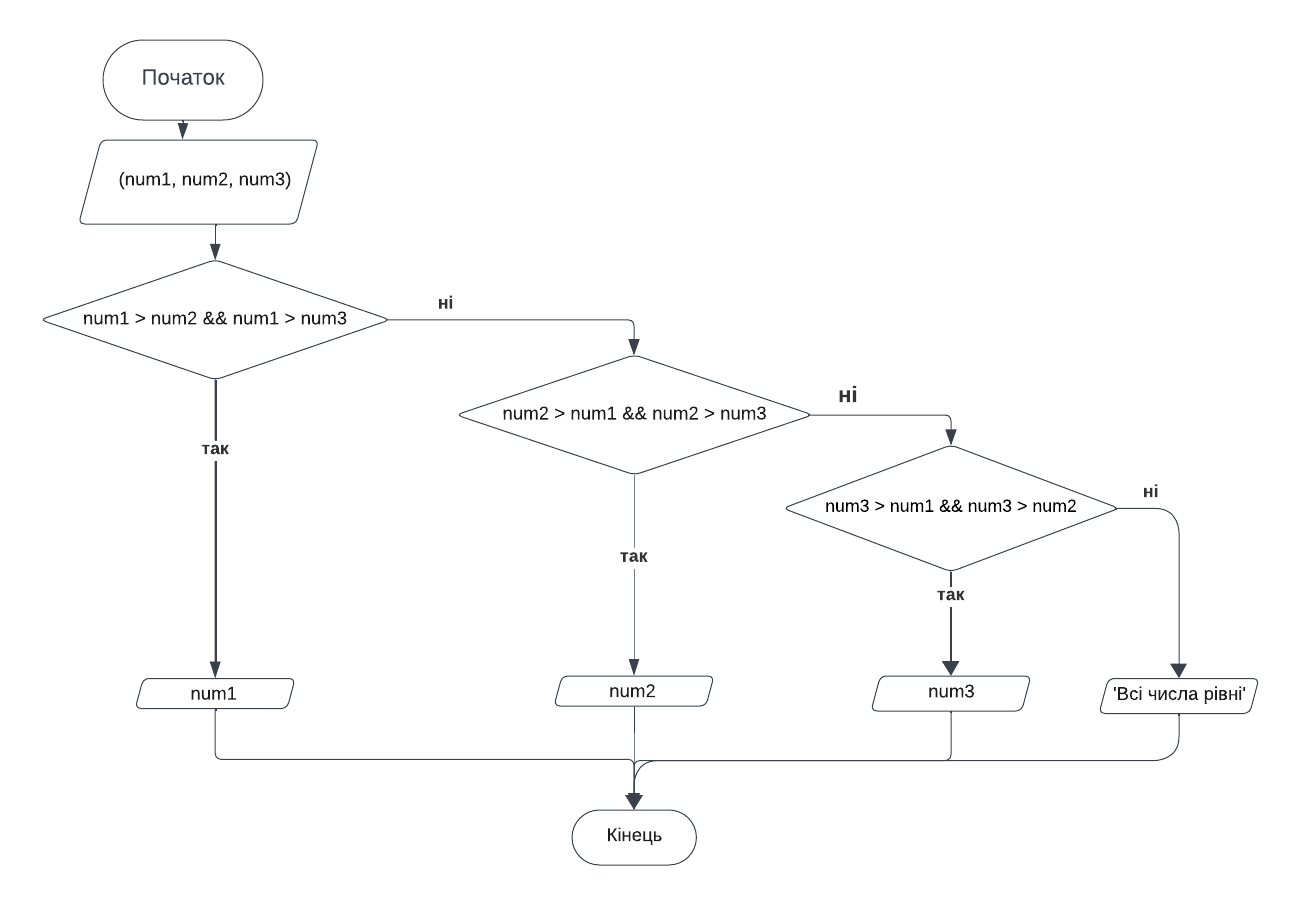 Початок
(num1, num2, num3)
num1 > num2 && num1 > num3
ні
num2 > num1 && num2 > num3
ні
num3 > num1 && num3 > num2
ні
так
так
так
num1
num2
num3
'Всі числа рівні'
Кінець